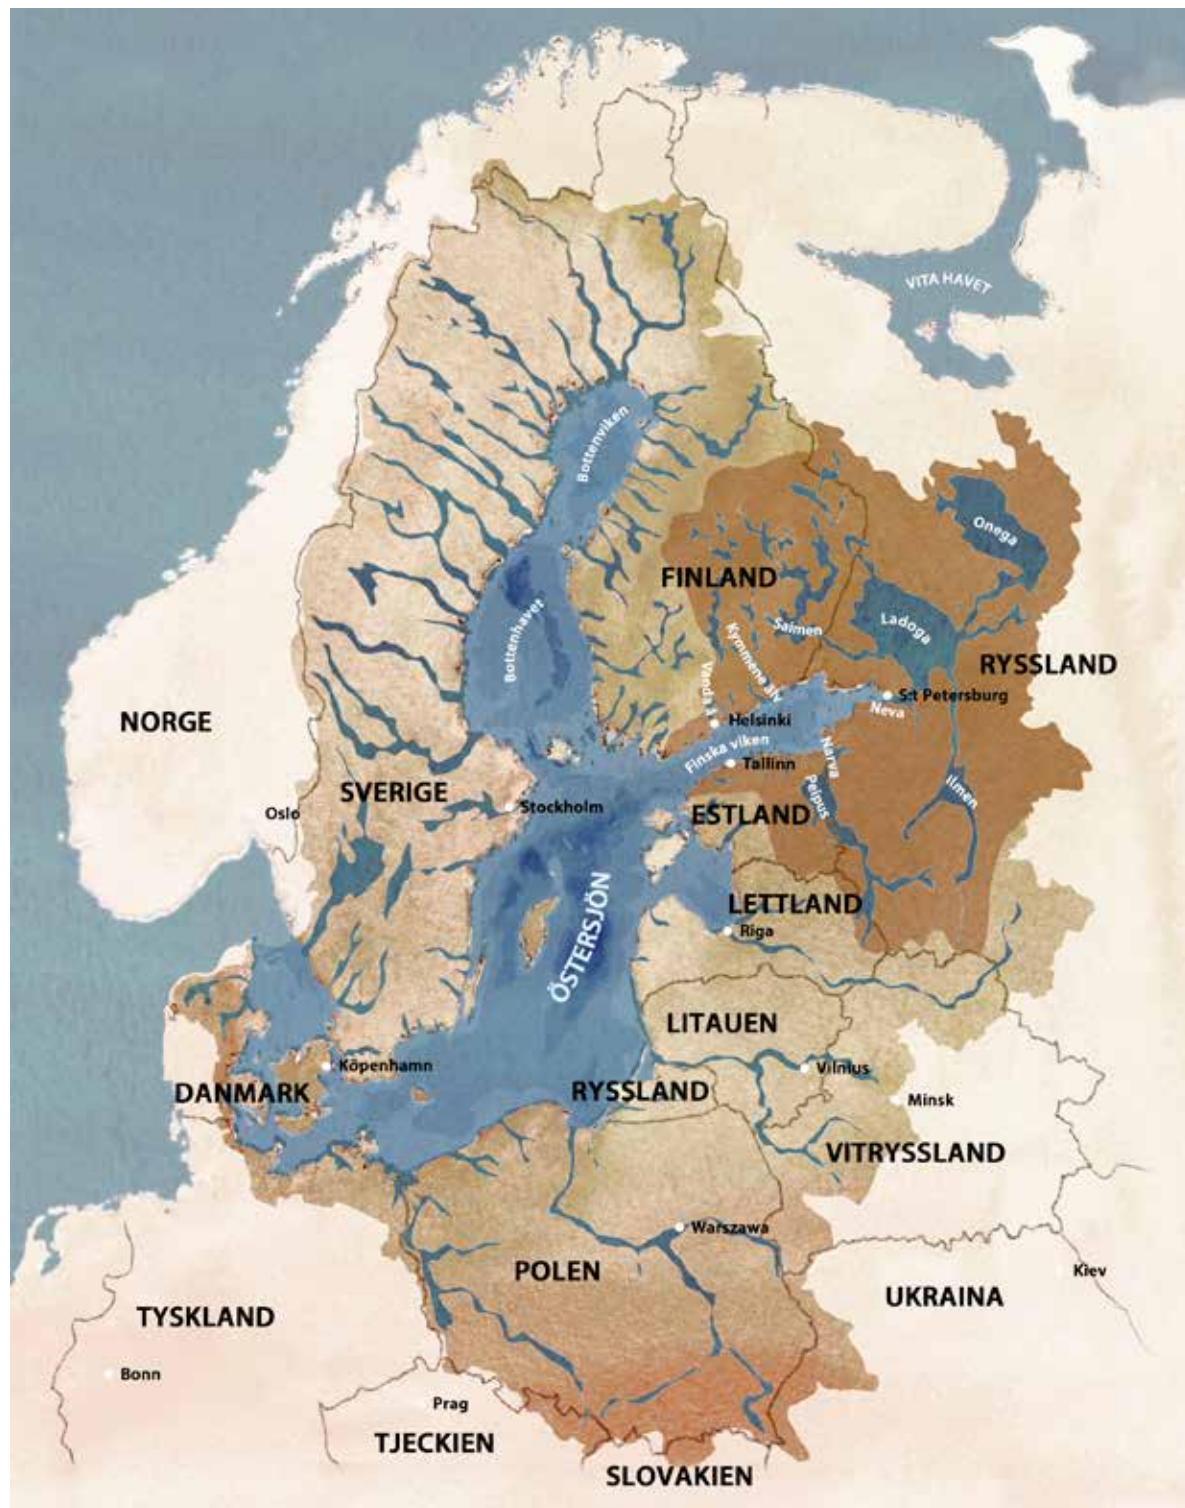 VITA HAVET
Bottenviken
Onega
FINLAND
Bottenhavet
Saimen
Ladoga
Kymmene älv
Vanda å
RYSSLAND
S:t Petersburg
Neva
NORGE
Helsinki
Finska viken
Tallinn
Narva
Peipus
Ilmen
SVERIGE
Stockholm
Oslo
ESTLAND
ÖSTERSJÖN
LETTLAND
Riga
LITAUEN
Köpenhamn
Vilnius
DANMARK
RYSSLAND
Minsk
VITRYSSLAND
Warszawa
POLEN
Kiev
UKRAINA
TYSKLAND
Bonn
Prag
TJECKIEN
SLOVAKIEN